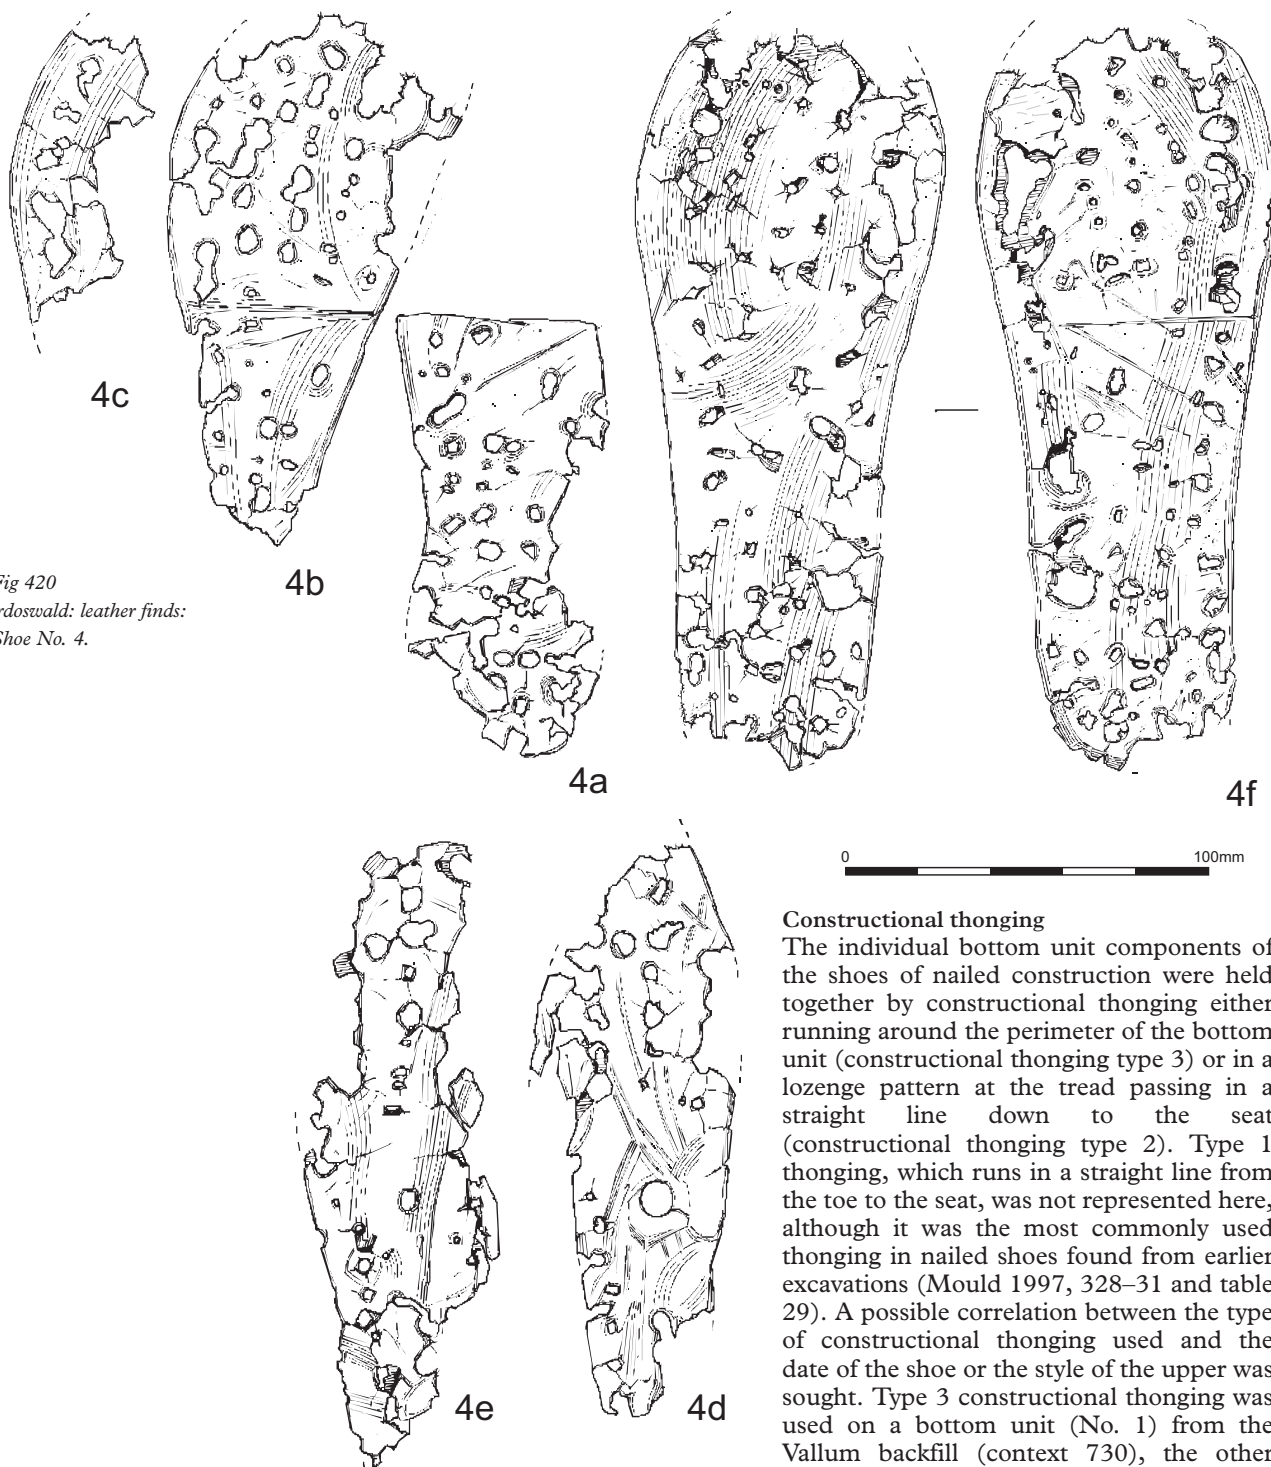 4c
4b
4a
4f
Fig 420
rdoswald: leather finds:
Shoe No. 4.
0 100mm
4e
4d
Constructional thonging
The individual bottom unit components of
the shoes of nailed construction were held
together by constructional thonging either
running around the perimeter of the bottom
unit (constructional thonging type 3) or in a
lozenge pattern at the tread passing in a
straight line down to the seat
(constructional thonging type 2). Type 1
thonging, which runs in a straight line from
the toe to the seat, was not represented here,
although it was the most commonly used
thonging in nailed shoes found from earlier
excavations (Mould 1997, 328–31 and table
29). A possible correlation between the type
of constructional thonging used and the
date of the shoe or the style of the upper was
sought. Type 3 constructional thonging was
used on a bottom unit (No. 1) from the
Vallum backfill (context 730), the other